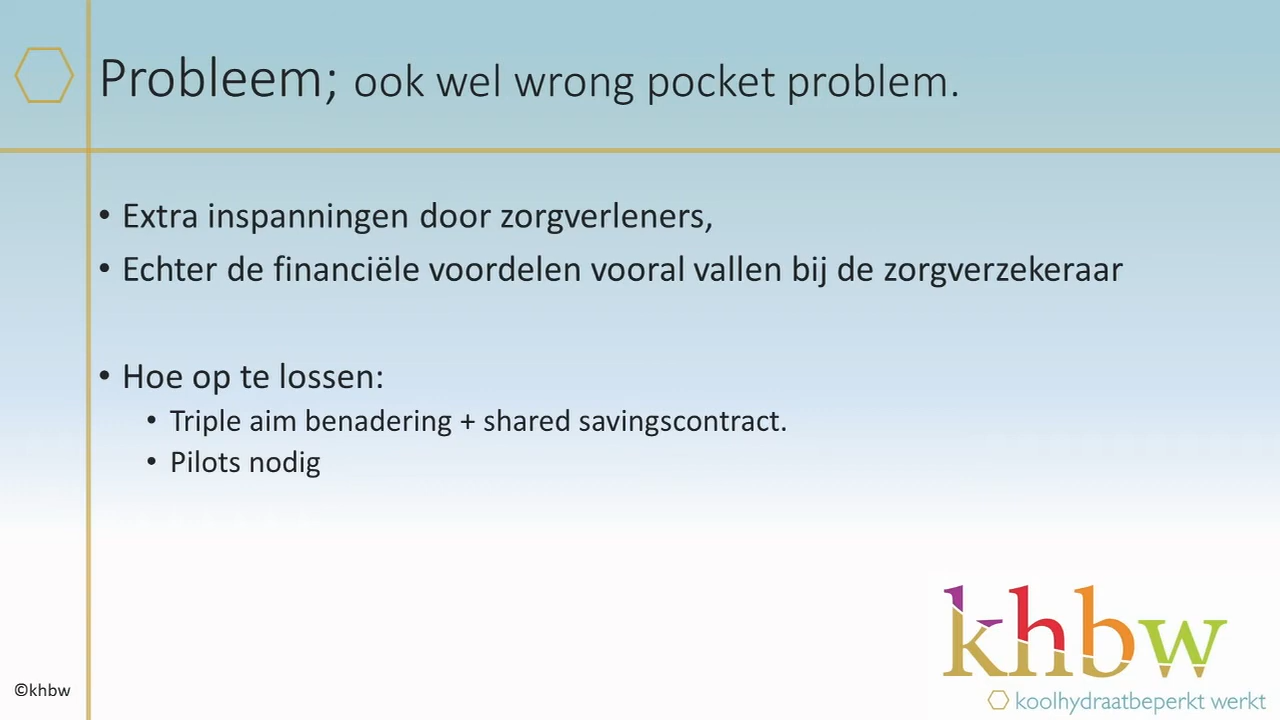 Probleem; ook wel wrong pocket problem.
• Extra inspanningen door zorgverleners,
• Echter de financiële voordelen vooral vallen bij de zorgverzekeraar
• Hoe op te lossen:
• Triple aim benadering + shared savingscontract.
• Pilots nodig
khbw
koolhydraatbeperkt werkt
©khbw